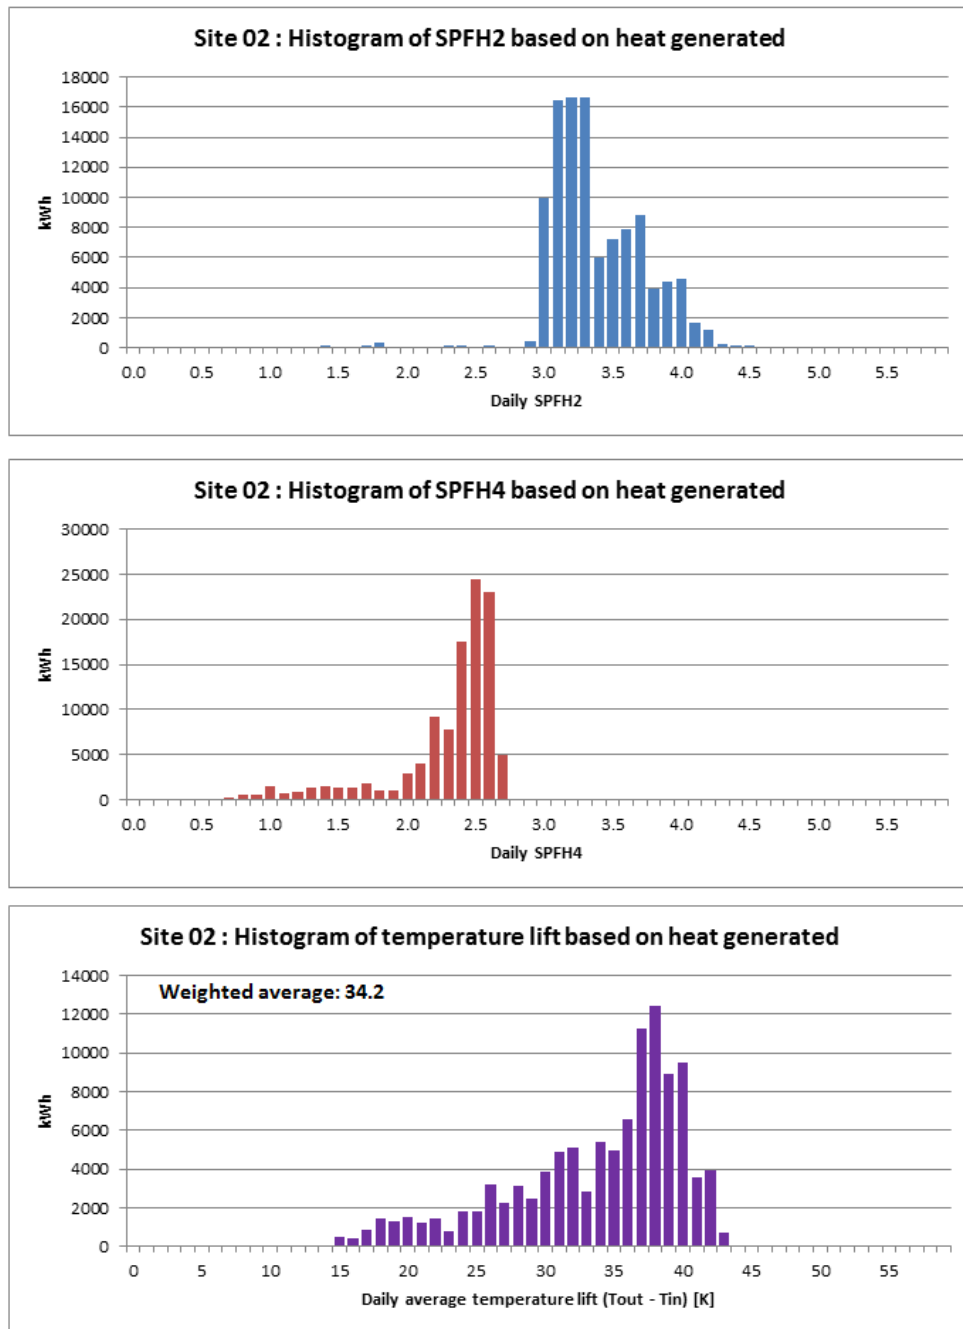 Site 02 : Histogram of SPFH2 based on heat generated
18000
16000
14000
12000
10000
8000
6000
4000
2000
0
kWh
0.0 0.5 1.0 1.5 2.0 2.5 3.0 3.5 4.0 4.5 5.0 5.5
Daily SPFH2
Site 02 : Histogram of SPFH4 based on heat generated
30000
25000
20000
15000
10000
5000
0
kWh
0.0 0.5 1.0 1.5 2.0 2.5 3.0 3.5 4.0 4.5 5.0 5.5
Daily SPFH4
Site 02 : Histogram of temperature lift based on heat generated
Weighted average: 34.2
14000
12000
10000
8000
6000
4000
2000
0
kWh
0 5 10 15 20 25 30 35 40 45 50 55
Daily average temperature lift (Tout - Tin) [K]